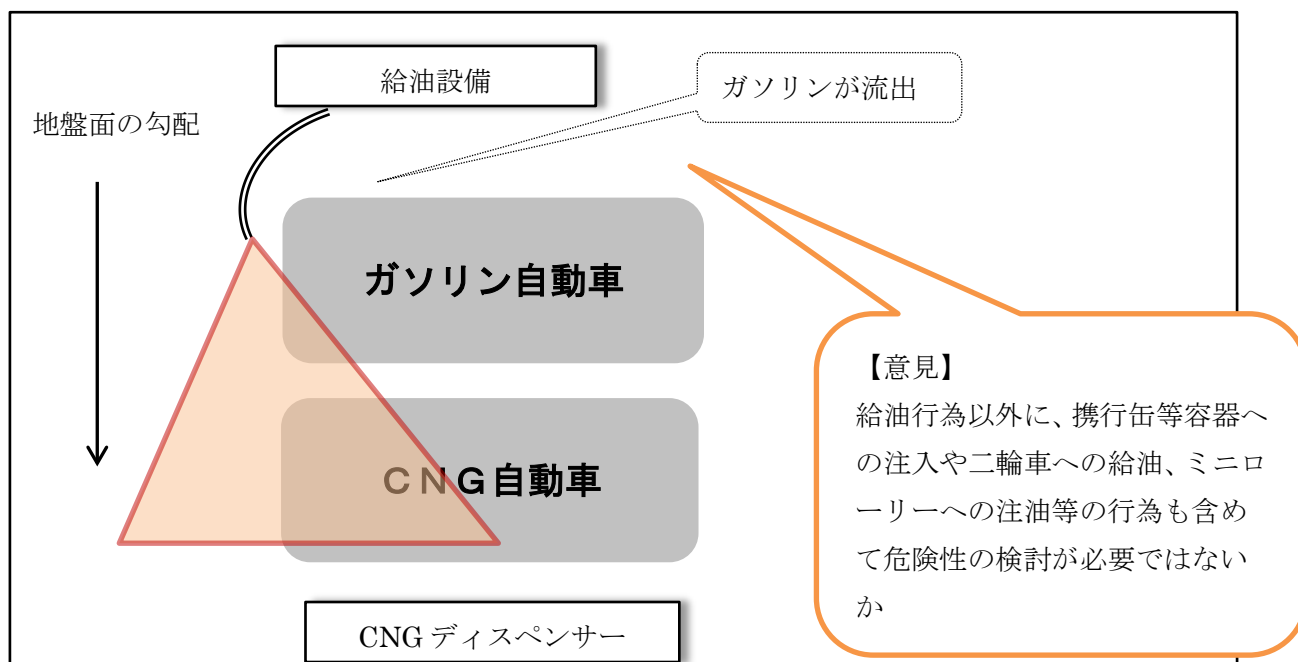 給油設備
ガソリンが流出
地盤面の勾配
ガソリン自動車
ＣＮＧ自動車
【意見】
給油行為以外に、携行缶等容器へ
の注入や二輪車への給油、ミニロ
ーリーへの注油等の行為も含め
て危険性の検討が必要ではない
か
CNG ディスペンサー